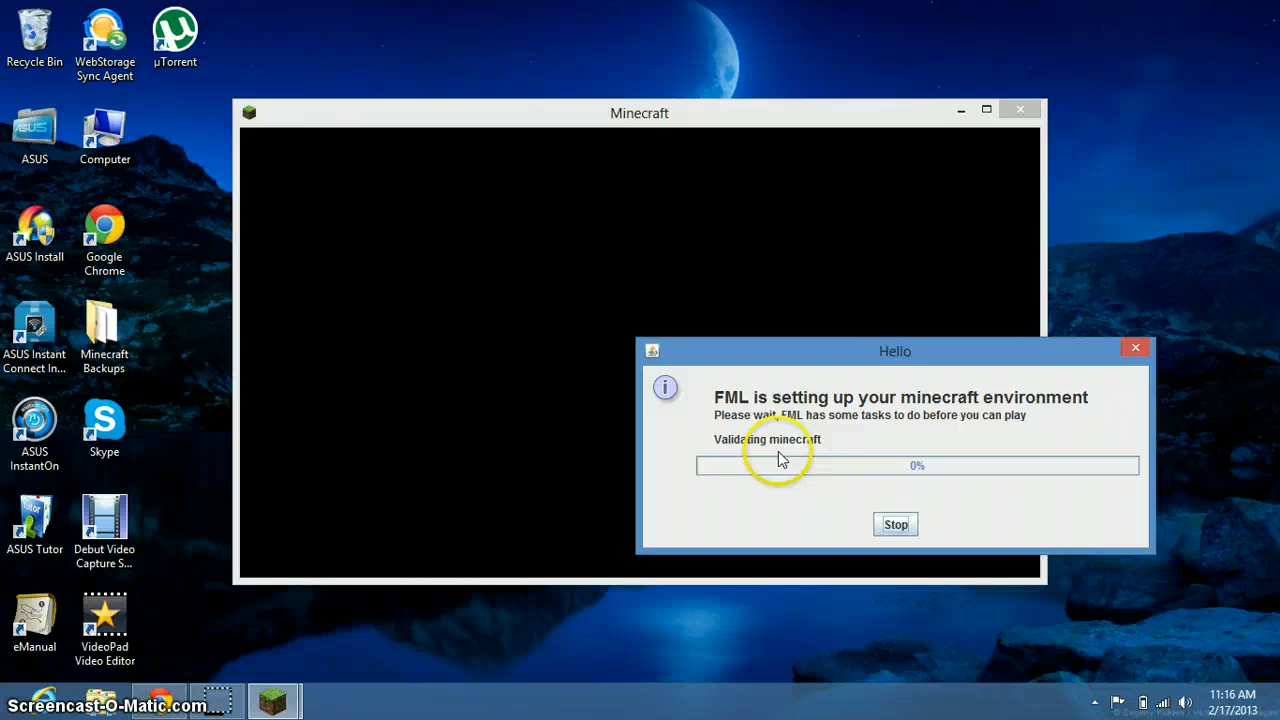 Recycle Bin
WebStorage
Sync Agent
µTorrent
ASUS
ASUS
Computer
ASUS Install
Google
Chrome
ASUS Instant
Connect In...
Minecraft
Backups
ASUS
InstantOn
Skype
tutor
ASUS Tutor
Debut Video
Capture S...
eManual
VideoPad
Video Editor
Minecraft
Hello
FML is setting up your minecraft environment
Please wait, FML has some tasks to do before you can play
Validating minecraft
0%
Stop
Screencast-O-Matic.com
11:16 AM
2/17/2013